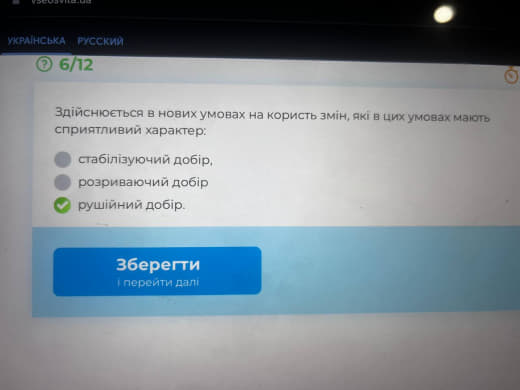 vseosvita.ua
УКРАЇНСЬКА РУССКИЙ
? 6/12
Здійснюється в нових умовах на користь змін, які в цих умовах мають
сприятливий характер:
стабілізуючий добір,
розриваючий добір
рушійний добір.
Зберегти
і перейти далі